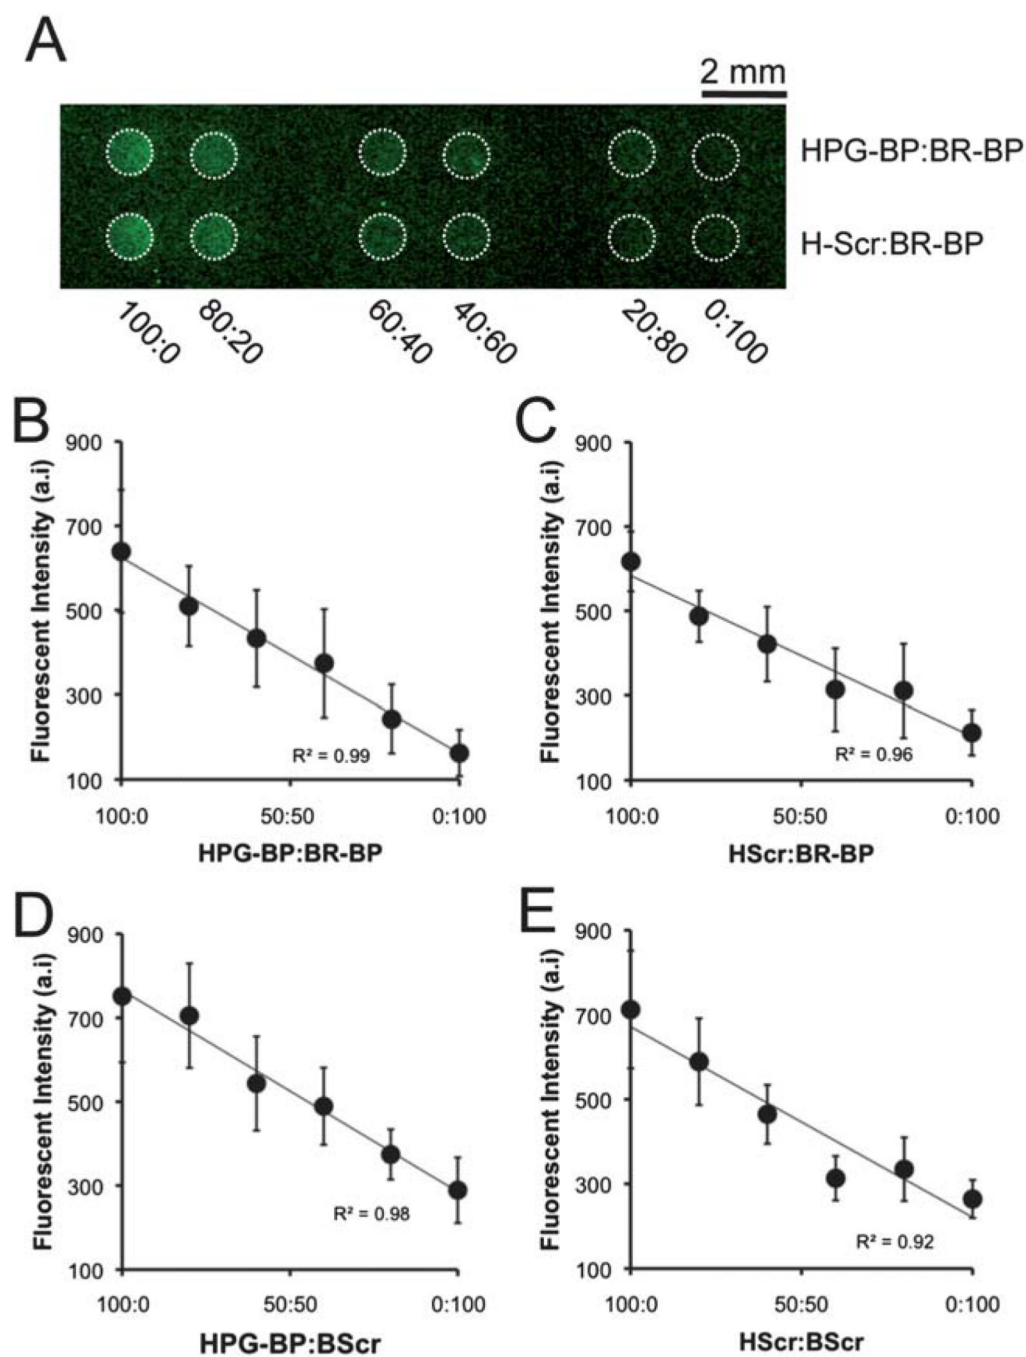 A
2 mm
HPG-BP:BR-BP
H-Scr:BR-BP
100:0
80:20
60:40
40:60
20:80
0:100
B
Fluorescent Intensity (a.i)
900
700
500
300
100
R² = 0.99
100:0
50:50
0:100
HPG-BP:BR-BP
C
Fluorescent Intensity (a.i)
900
700
500
300
100
R² = 0.96
100:0
50:50
0:100
HScr:BR-BP
D
Fluorescent Intensity (a.i)
900
700
500
300
100
R² = 0.98
100:0
50:50
0:100
HPG-BP:BScr
E
Fluorescent Intensity (a.i)
900
700
500
300
100
R² = 0.92
100:0
50:50
0:100
HScr:BScr